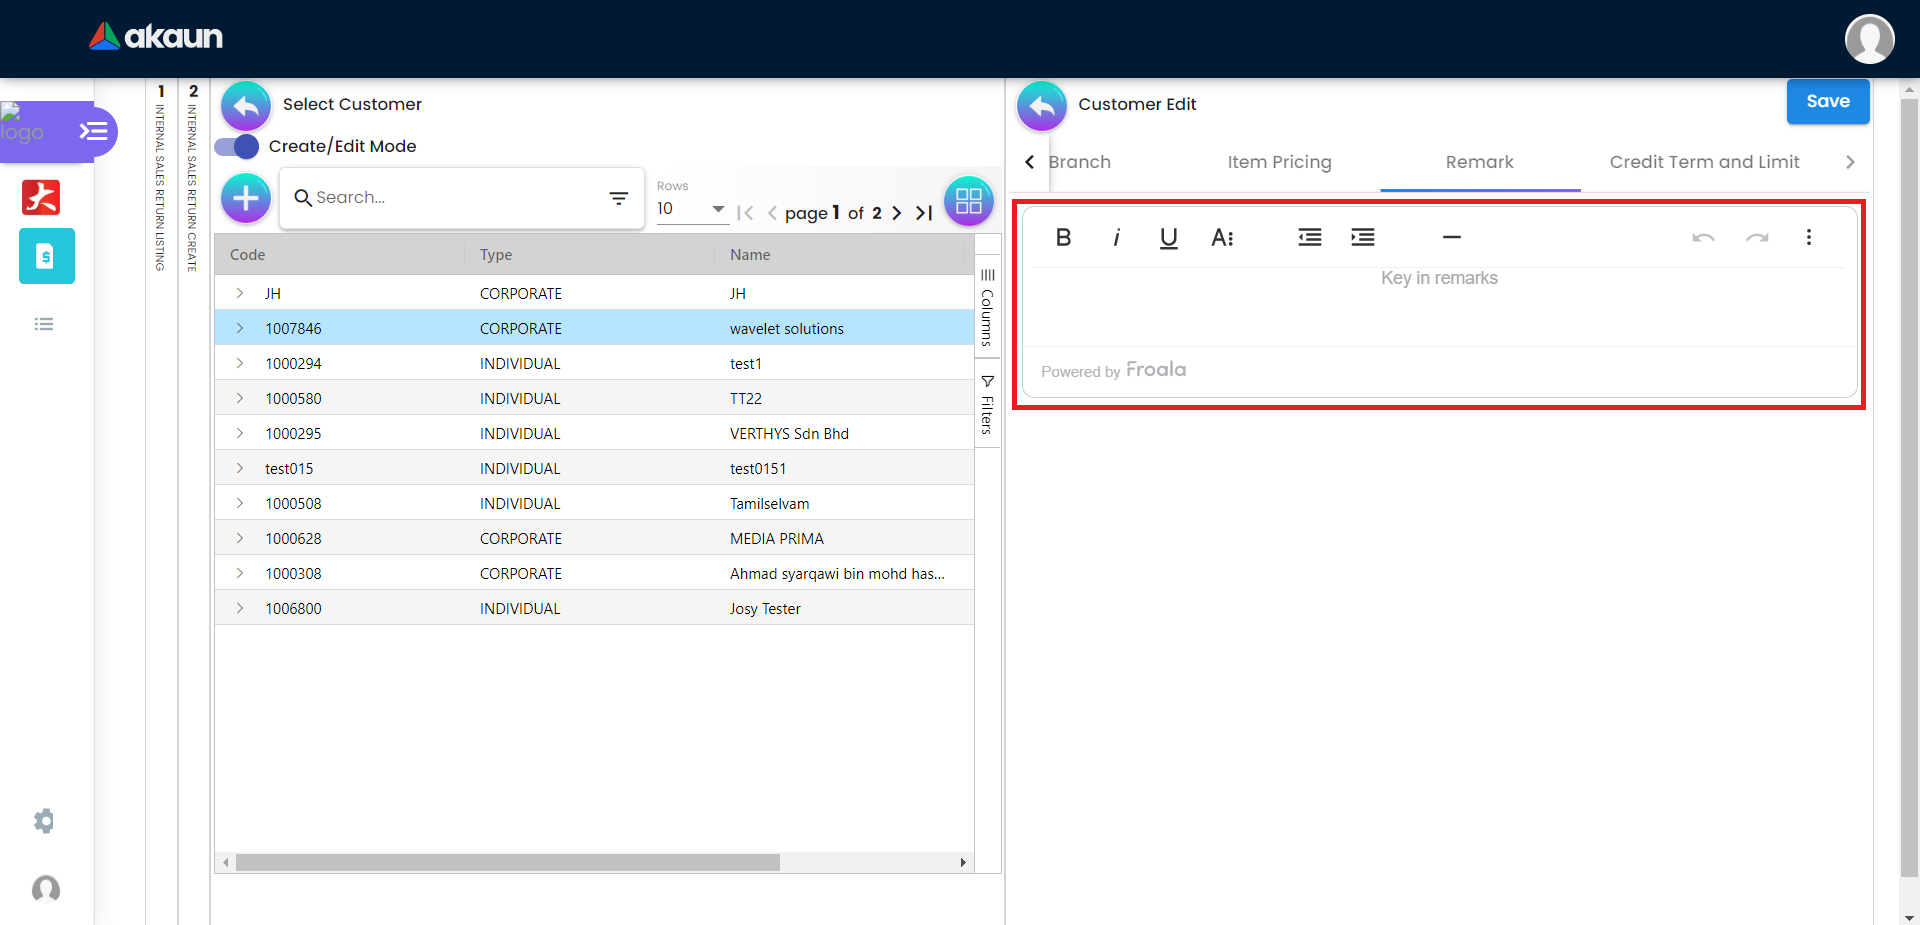 akaun
logo
1 INTERNAL SALES RETURN LISTING
2 INTERNAL SALES RETURN CREATE
Select Customer
Create/Edit Mode
Search...
Rows
10
page 1 of 2
Code Type Name
JH CORPORATE JH
1007846 CORPORATE wavelet solutions
1000294 INDIVIDUAL test1
1000580 INDIVIDUAL TT22
1000295 INDIVIDUAL VERTHYS Sdn Bhd
test015 INDIVIDUAL test0151
1000508 INDIVIDUAL Tamilselvam
1000628 CORPORATE MEDIA PRIMA
1000308 CORPORATE Ahmad syarqawi bin mohd has...
1006800 INDIVIDUAL Josy Tester
Columns
Filters
Customer Edit
Save
Branch Item Pricing Remark Credit Term and Limit
Key in remarks
Powered by Froala